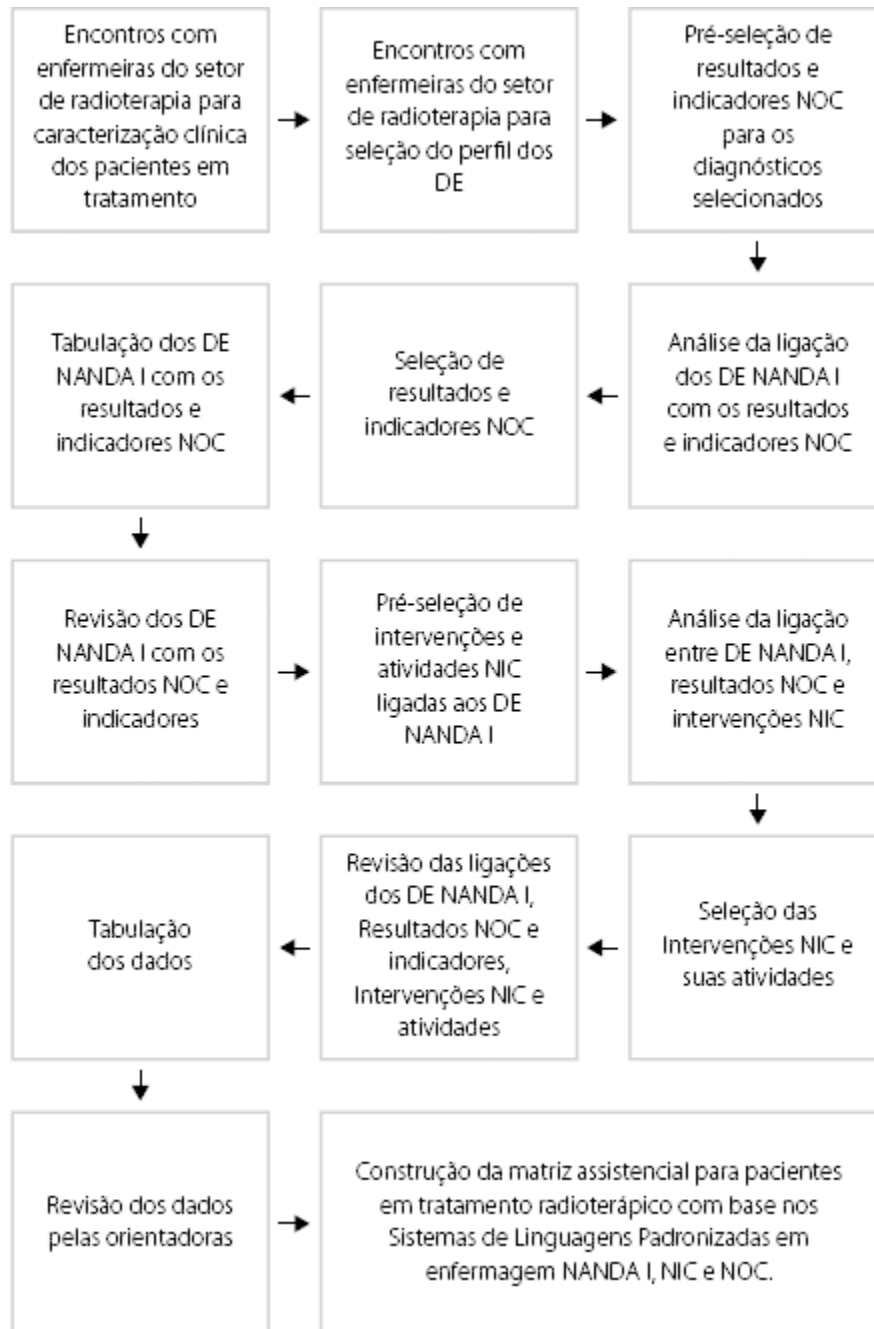 Encontros com
enfermeiras do setor
de radioterapia para
caracterização clínica
dos pacientes em
tratamento
Encontros com
enfermeiras do setor
de radioterapia para
seleção do perfil dos
DE
Pré-seleção de
resultados e
indicadores NOC
para os
diagnósticos
selecionados
Análise da ligação
dos DE NANDA I
com os resultados
e indicadores NOC
Seleção de
resultados e
indicadores NOC
Tabulação dos DE
NANDA I com os
resultados e
indicadores NOC
Revisão dos DE
NANDA I com os
resultados NOC e
indicadores
Pré-seleção de
intervenções e
atividades NIC
ligadas aos DE
NANDA I
Análise da ligação
entre DE NANDA I,
resultados NOC e
intervenções NIC
Seleção das
Intervenções NIC e
suas atividades
Revisão das ligações
dos DE NANDA I,
Resultados NOC e
indicadores,
Intervenções NIC e
atividades
Tabulação
dos dados
Revisão dos dados
pelas orientadoras
Construção da matriz assistencial para pacientes
em tratamento radioterápico com base nos
Sistemas de Linguagens Padronizadas em
enfermagem NANDA I, NIC e NOC.